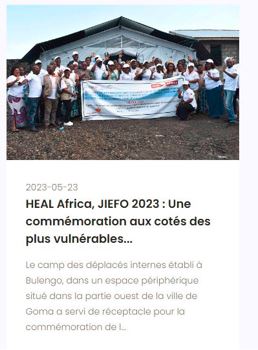 2023-05-23
HEAL Africa, JIEFO 2023 : Une
commémoration aux cotés des
plus vulnérables...
Le camp des déplacés internes établi à
Bulengo, dans un espace périphérique
situé dans la partie ouest de la ville de
Goma a servi de réceptacle pour la
commémoration de l...